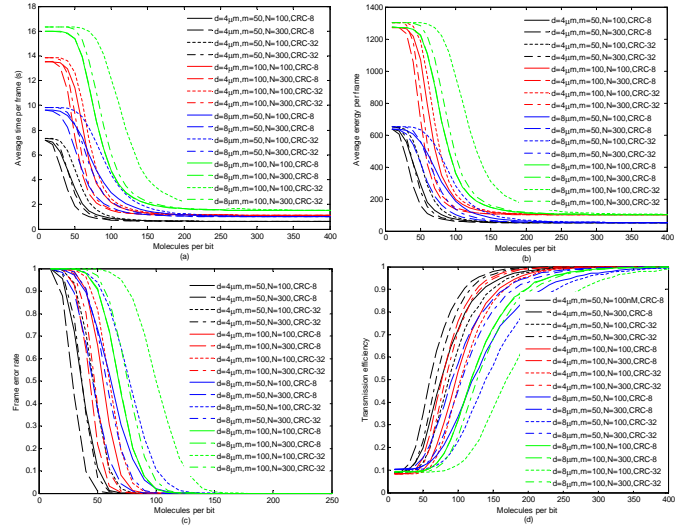 18
16
14
12
10
8
6
4
2
0
0 50 100 150 200 250 300 350 400
Average time per frame (s)
Molecules per bit
(a)
d=4μm,m=50,N=100,CRC-8
d=4μm,m=50,N=300,CRC-8
d=4μm,m=50,N=100,CRC-32
d=4μm,m=50,N=300,CRC-32
d=4μm,m=100,N=100,CRC-8
d=4μm,m=100,N=300,CRC-8
d=4μm,m=100,N=100,CRC-32
d=4μm,m=100,N=300,CRC-32
d=8μm,m=50,N=100,CRC-8
d=8μm,m=50,N=300,CRC-8
d=8μm,m=50,N=100,CRC-32
d=8μm,m=50,N=300,CRC-32
d=8μm,m=100,N=100,CRC-8
d=8μm,m=100,N=300,CRC-8
d=8μm,m=100,N=100,CRC-32
d=8μm,m=100,N=300,CRC-32
1400
1200
1000
800
600
400
200
0
0 50 100 150 200 250 300 350 400
Average energy per frame
Molecules per bit
(b)
d=4μm,m=50,N=100,CRC-8
d=4μm,m=50,N=300,CRC-8
d=4μm,m=50,N=100,CRC-32
d=4μm,m=50,N=300,CRC-32
d=4μm,m=100,N=100,CRC-8
d=4μm,m=100,N=300,CRC-8
d=4μm,m=100,N=100,CRC-32
d=4μm,m=100,N=300,CRC-32
d=8μm,m=50,N=100,CRC-8
d=8μm,m=50,N=300,CRC-8
d=8μm,m=50,N=100,CRC-32
d=8μm,m=50,N=300,CRC-32
d=8μm,m=100,N=100,CRC-8
d=8μm,m=100,N=300,CRC-8
d=8μm,m=100,N=100,CRC-32
d=8μm,m=100,N=300,CRC-32
1
0.9
0.8
0.7
0.6
0.5
0.4
0.3
0.2
0.1
0
0 50 100 150 200 250
Frame error rate
Molecules per bit
(c)
d=4μm,m=50,N=100,CRC-8
d=4μm,m=50,N=300,CRC-8
d=4μm,m=50,N=100,CRC-32
d=4μm,m=50,N=300,CRC-32
d=4μm,m=100,N=100,CRC-8
d=4μm,m=100,N=300,CRC-8
d=4μm,m=100,N=100,CRC-32
d=4μm,m=100,N=300,CRC-32
d=8μm,m=50,N=100,CRC-8
d=8μm,m=50,N=300,CRC-8
d=8μm,m=50,N=100,CRC-32
d=8μm,m=50,N=300,CRC-32
d=8μm,m=100,N=100,CRC-8
d=8μm,m=100,N=300,CRC-8
d=8μm,m=100,N=100,CRC-32
d=8μm,m=100,N=300,CRC-32
1
0.9
0.8
0.7
0.6
0.5
0.4
0.3
0.2
0.1
0
0 50 100 150 200 250 300 350 400
Transmission efficiency
Molecules per bit
(d)
d=4μm,m=50,N=100nM,CRC-8
d=4μm,m=50,N=300,CRC-8
d=4μm,m=50,N=100,CRC-32
d=4μm,m=50,N=300,CRC-32
d=4μm,m=100,N=100,CRC-8
d=4μm,m=100,N=300,CRC-8
d=4μm,m=100,N=100,CRC-32
d=4μm,m=100,N=300,CRC-32
d=8μm,m=50,N=100,CRC-8
d=8μm,m=50,N=300,CRC-8
d=8μm,m=50,N=100,CRC-32
d=8μm,m=50,N=300,CRC-32
d=8μm,m=100,N=100,CRC-8
d=8μm,m=100,N=300,CRC-8
d=8μm,m=100,N=100,CRC-32
d=8μm,m=100,N=300,CRC-32